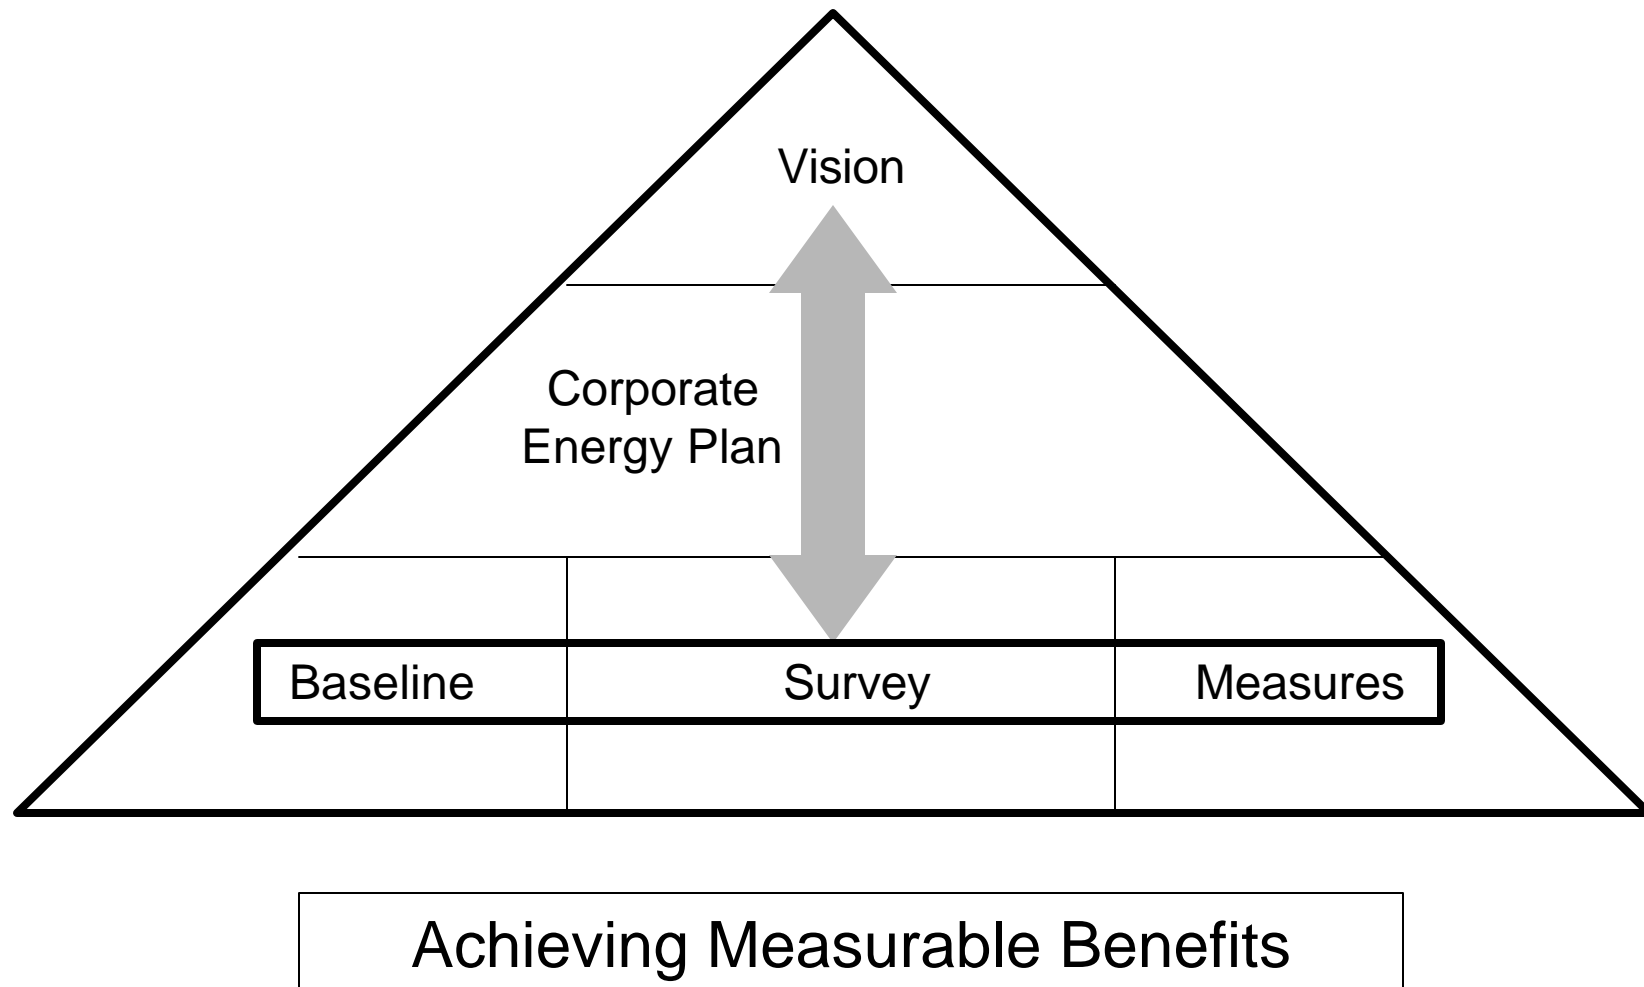 Vision
Corporate
Energy Plan
Baseline
Survey
Measures
Achieving Measurable Benefits